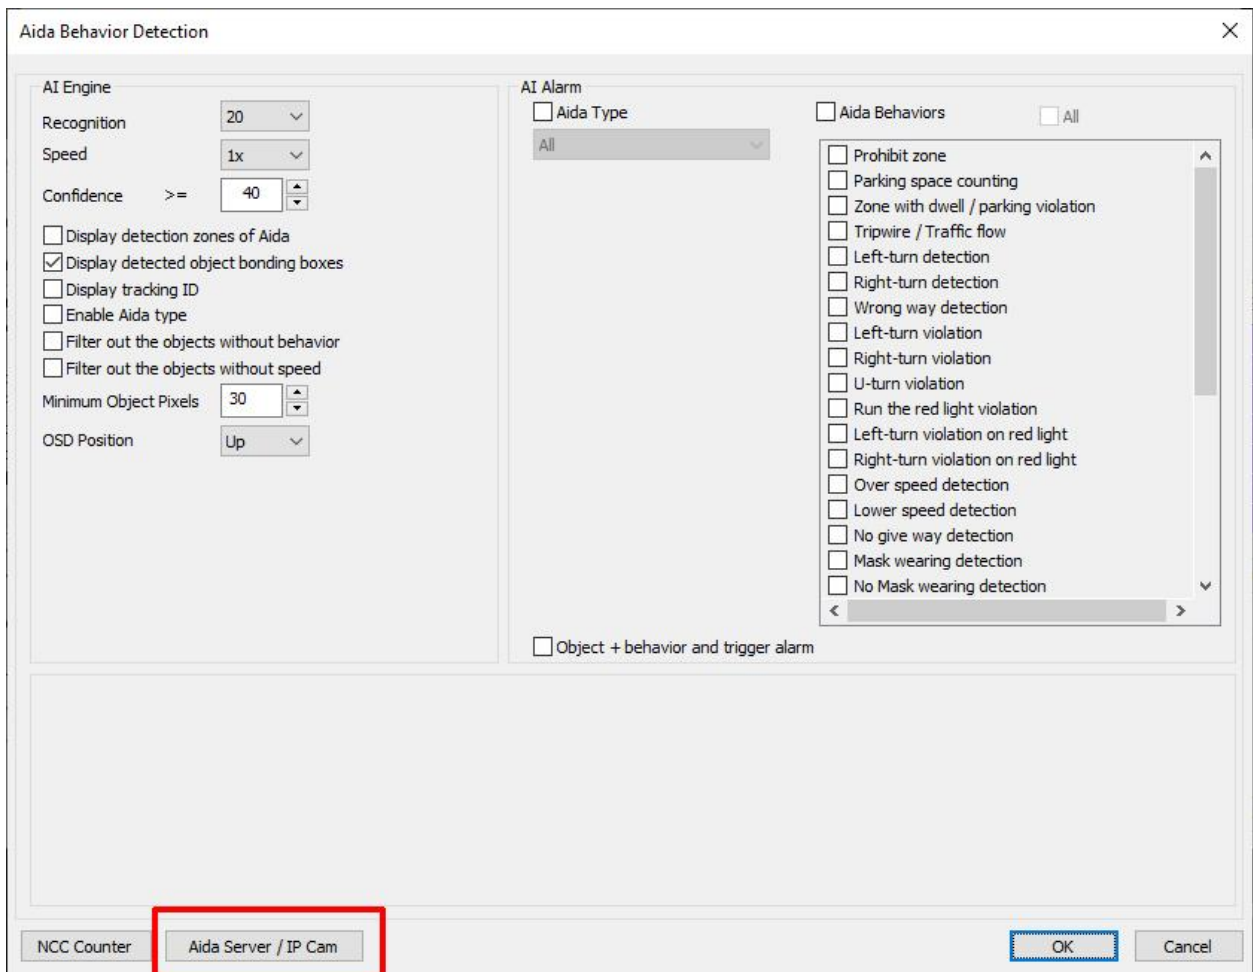 Aida Behavior Detection
AI Engine
Recognition 20
Speed 1x
Confidence >= 40
Display detection zones of Aida
Display detected object bonding boxes
Display tracking ID
Enable Aida type
Filter out the objects without behavior
Filter out the objects without speed
Minimum Object Pixels 30
OSD Position Up
AI Alarm
Aida Type
All
Aida Behaviors All
Prohibit zone
Parking space counting
Zone with dwell / parking violation
Tripwire / Traffic flow
Left-turn detection
Right-turn detection
Wrong way detection
Left-turn violation
Right-turn violation
U-turn violation
Run the red light violation
Left-turn violation on red light
Right-turn violation on red light
Over speed detection
Lower speed detection
No give way detection
Mask wearing detection
No Mask wearing detection
Object + behavior and trigger alarm
NCC Counter Aida Server / IP Cam OK Cancel